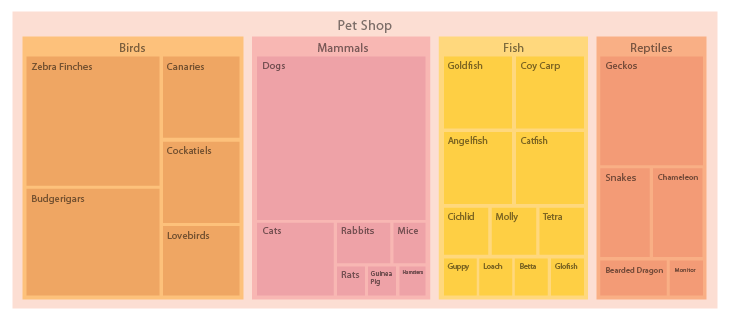 Pet Shop
Birds
Zebra Finches
Canaries
Cockatiels
Budgerigars
Lovebirds
Mammals
Dogs
Cats
Rabbits
Mice
Rats
Guinea
Pig
Hamsters
Fish
Goldfish
Coy Carp
Angelfish
Catfish
Cichlid
Molly
Tetra
Guppy
Loach
Betta
Glofish
Reptiles
Geckos
Snakes
Chameleon
Bearded Dragon
Monitor